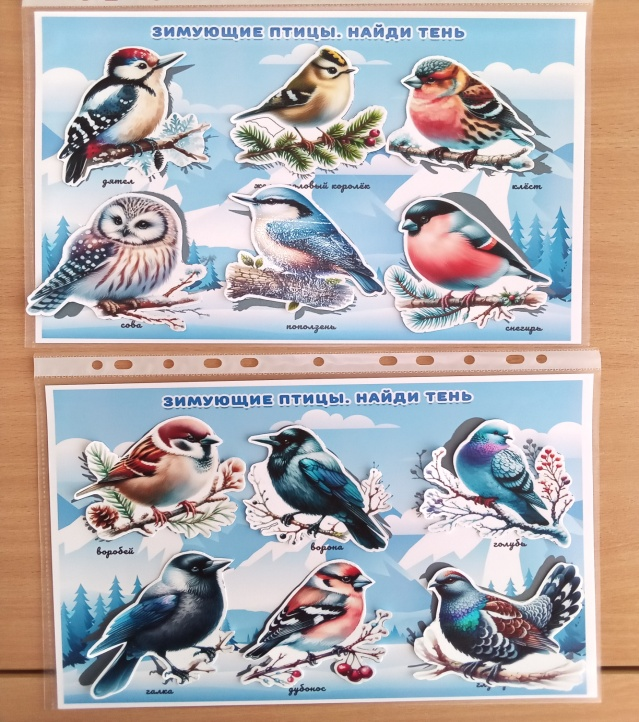 ЗИМУЮЩИЕ ПТИЦЫ. НАЙДИ ТЕНЬ
дятел
королёк
клёст
сова
поползень
снегирь
ЗИМУЮЩИЕ ПТИЦЫ. НАЙДИ ТЕНЬ
воробей
ворона
голубь
галка
дубонос